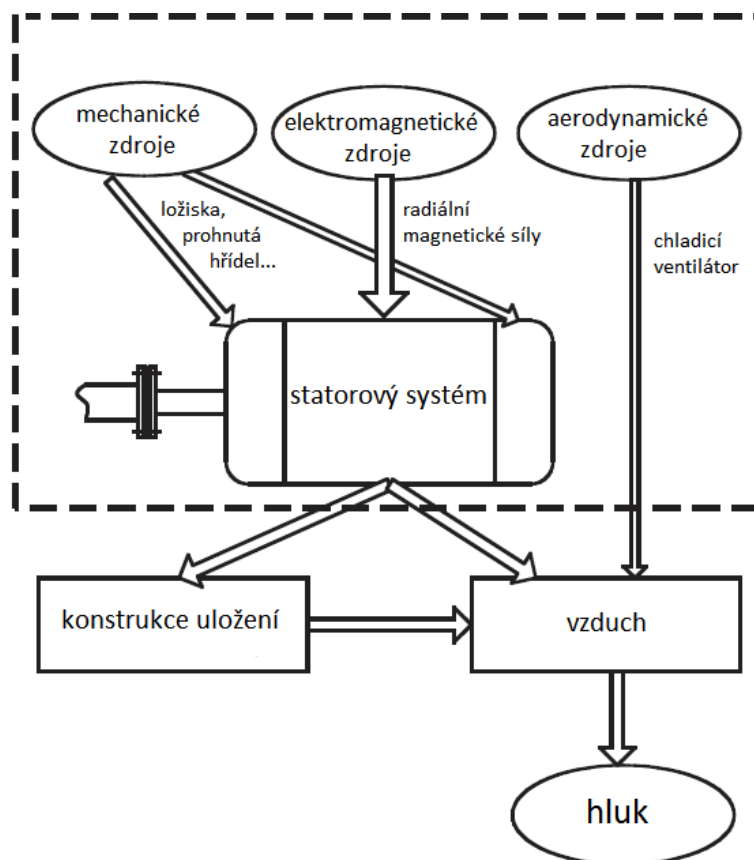 mechanické
zdroje
elektromagnetické
zdroje
aerodynamické
zdroje
ložiska,
prohnutá
hřídel...
radiální
magnetické síly
chladicí
ventilátor
statorový systém
konstrukce uložení
vzduch
hluk